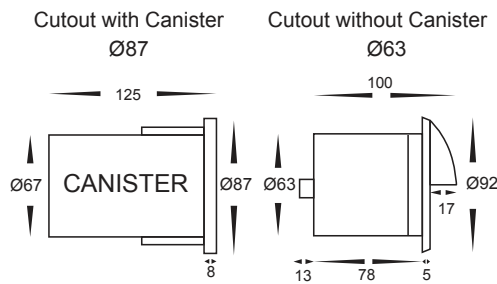 Cutout with Canister
Ø87
Cutout without Canister
Ø63
125
Ø67
CANISTER
Ø87
8
100
Ø63
Ø92
17
13
78
5